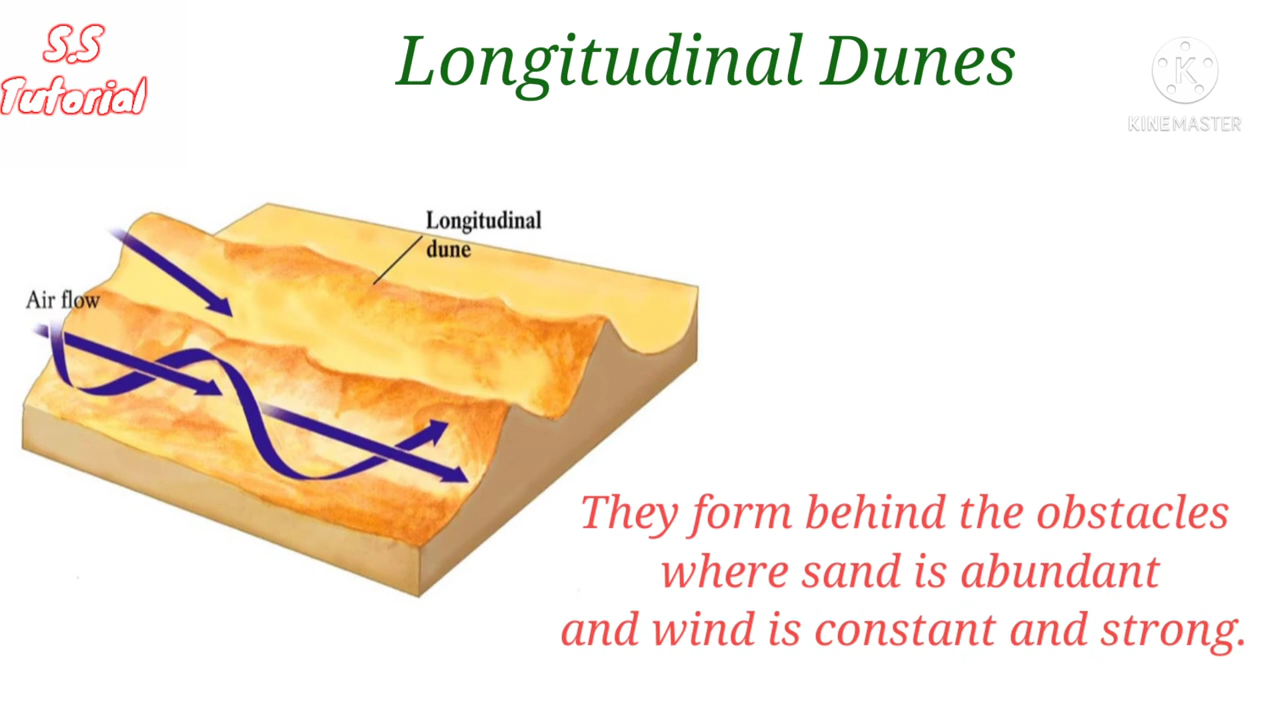 S.S
Tutorial
Longitudinal Dunes
K
KINEMASTER
Longitudinal
dune
Air flow
They form behind the obstacles
where sand is abundant
and wind is constant and strong.